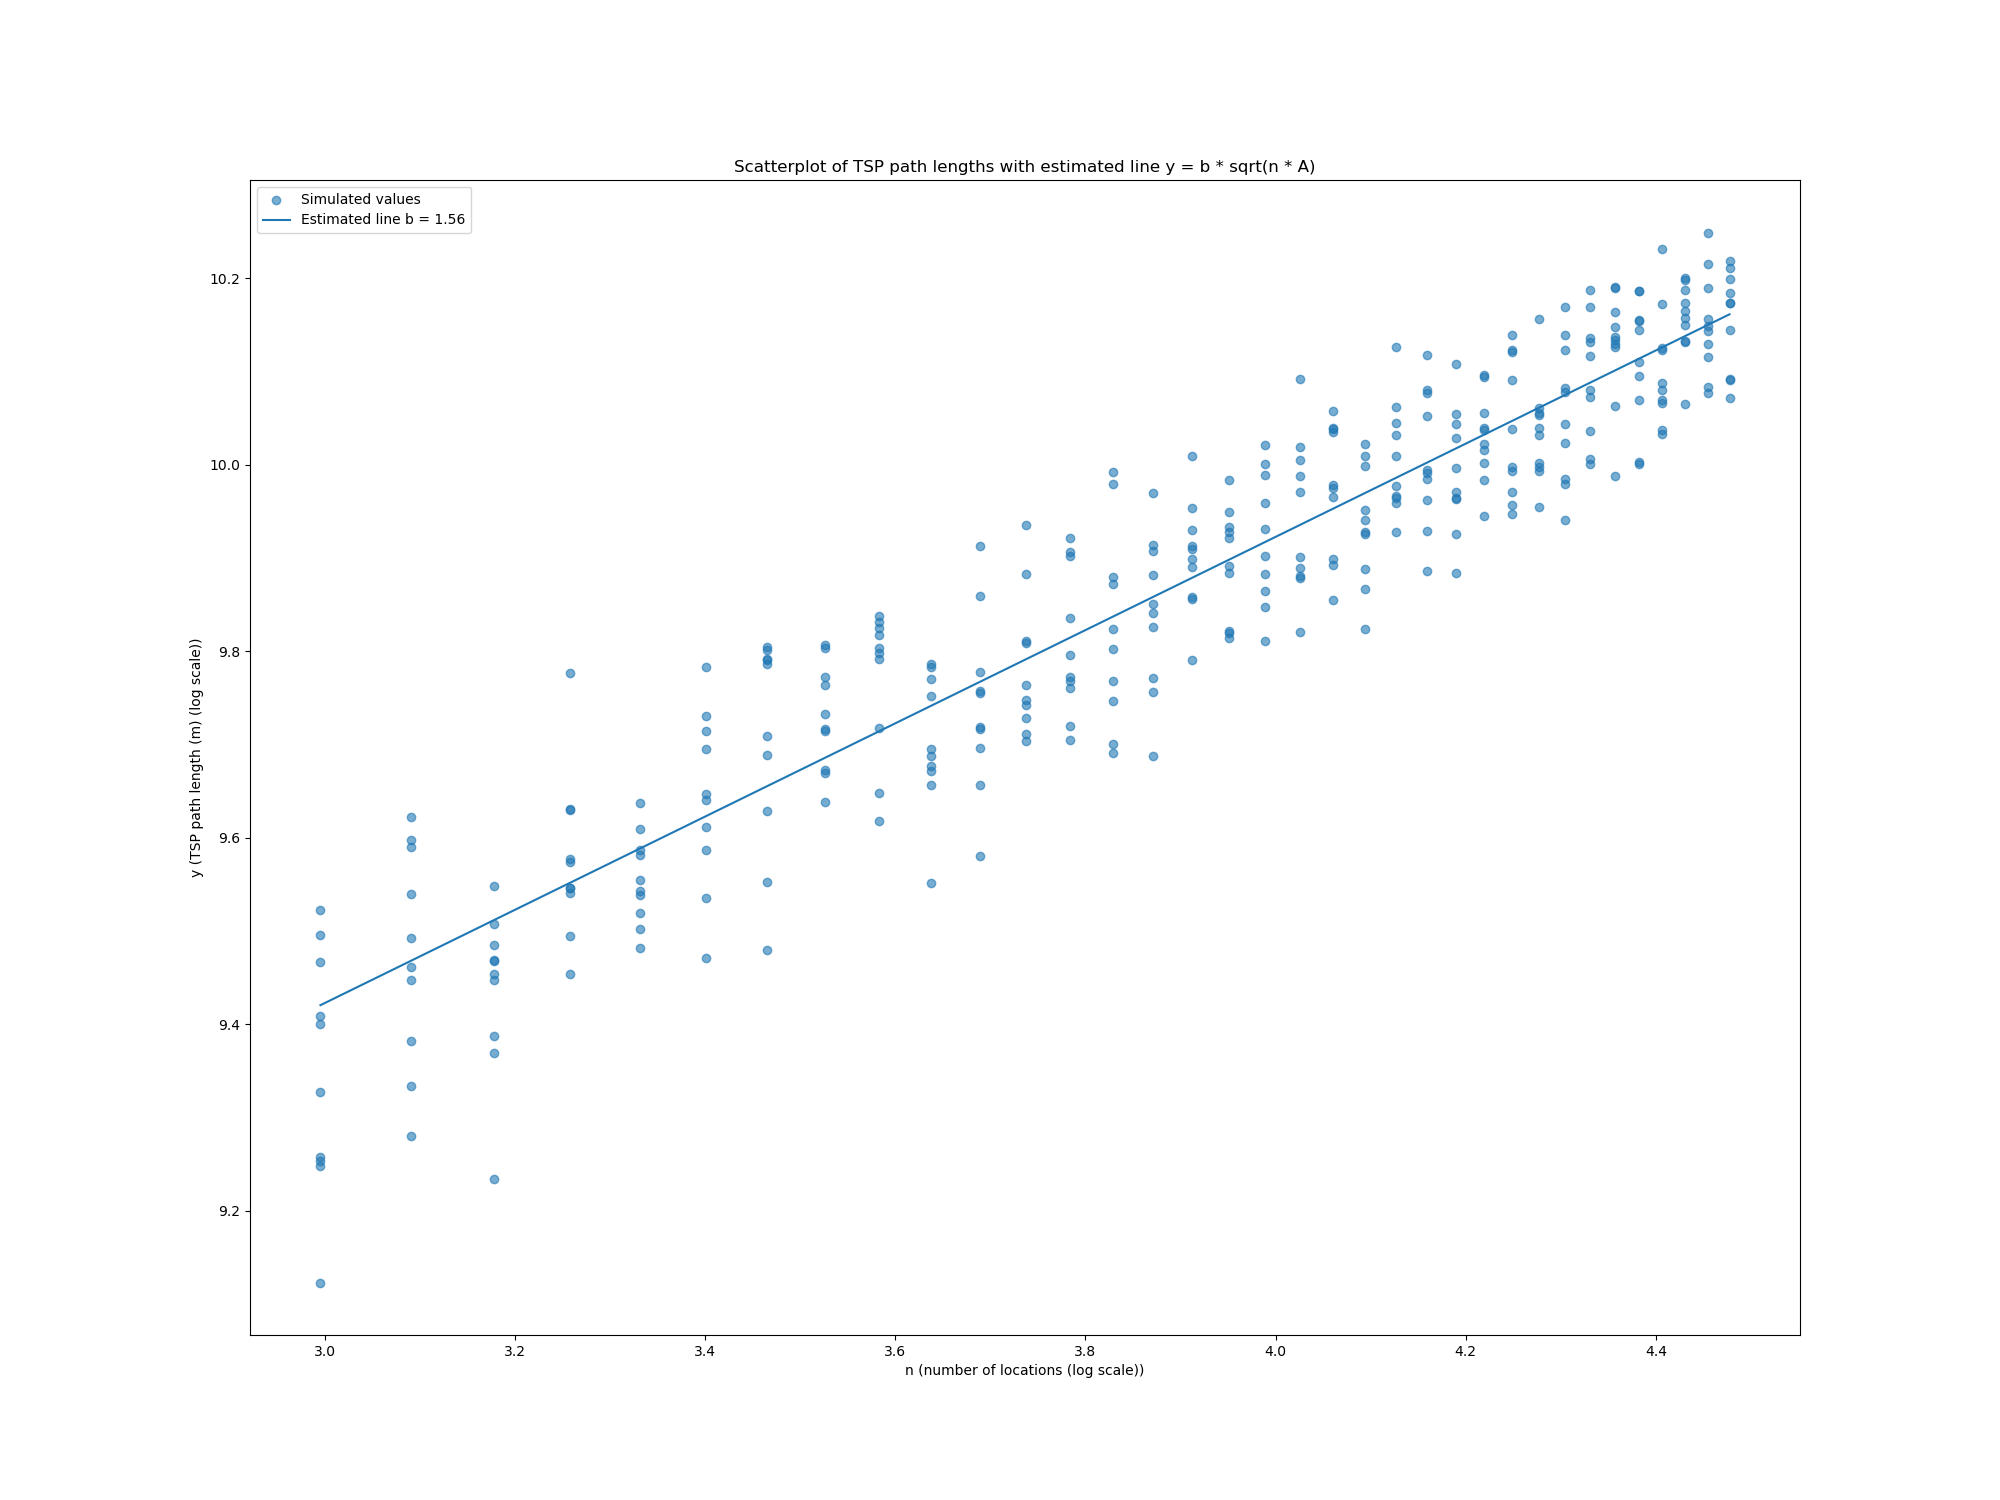 Scatterplot of TSP path lengths with estimated line y = b * sqrt(n * A)
Simulated values
Estimated line b = 1.56
10.2
10.0
9.8
9.6
9.4
9.2
y (TSP path length (m) (log scale))
3.0 3.2 3.4 3.6 3.8 4.0 4.2 4.4
n (number of locations (log scale))